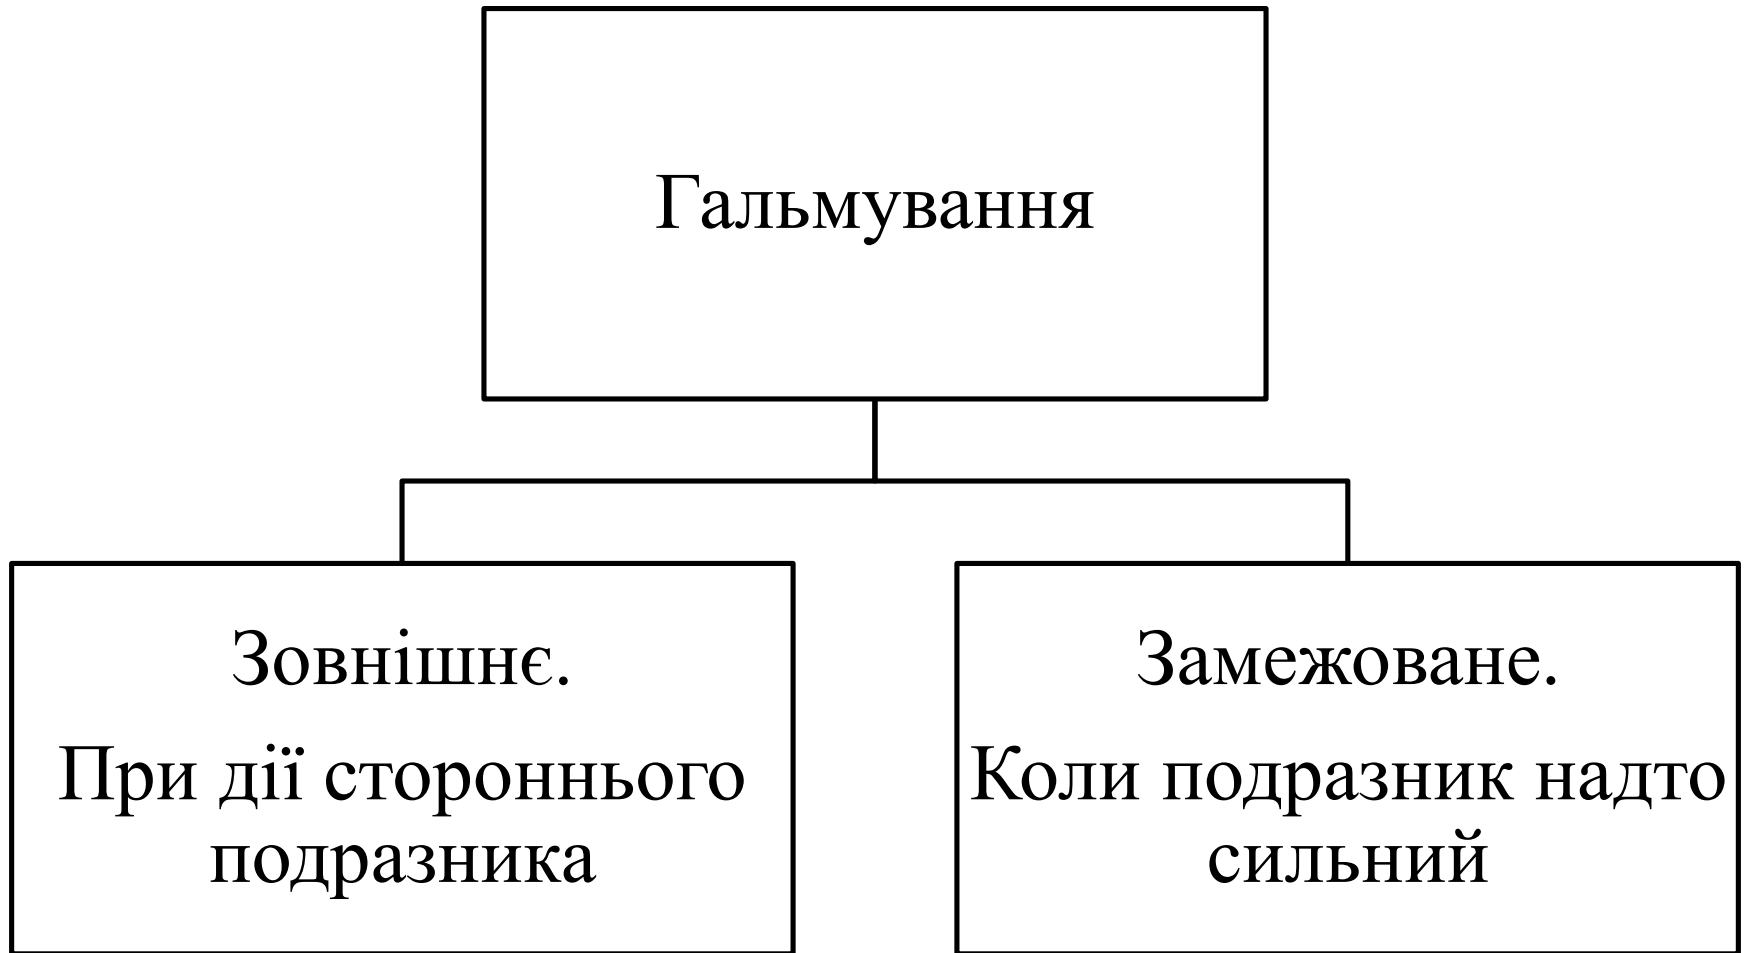 Гальмування
Зовнішнє.
При дії стороннього
подразника
Замежоване.
Коли подразник надто
сильний